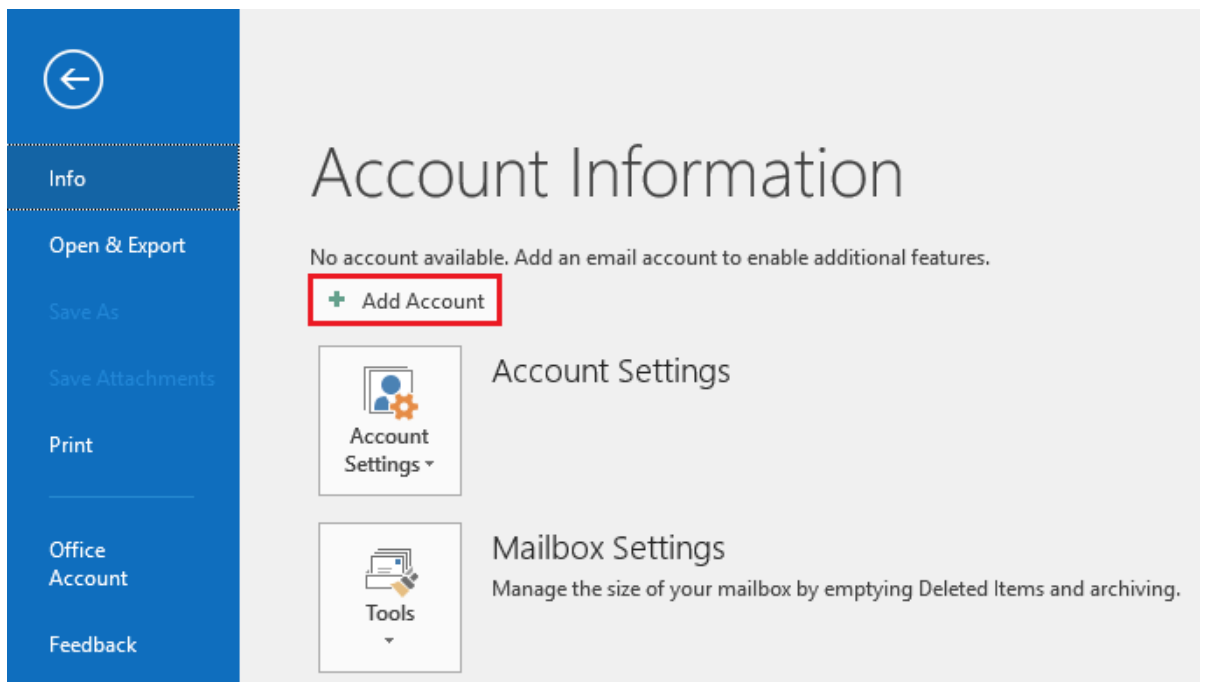 Info
Open & Export
Save As
Save Attachments
Print
Office
Account
Feedback
Account Information
No account available. Add an email account to enable additional features.
Add Account
Account
Settings
Account Settings
Tools
Mailbox Settings
Manage the size of your mailbox by emptying Deleted Items and archiving.